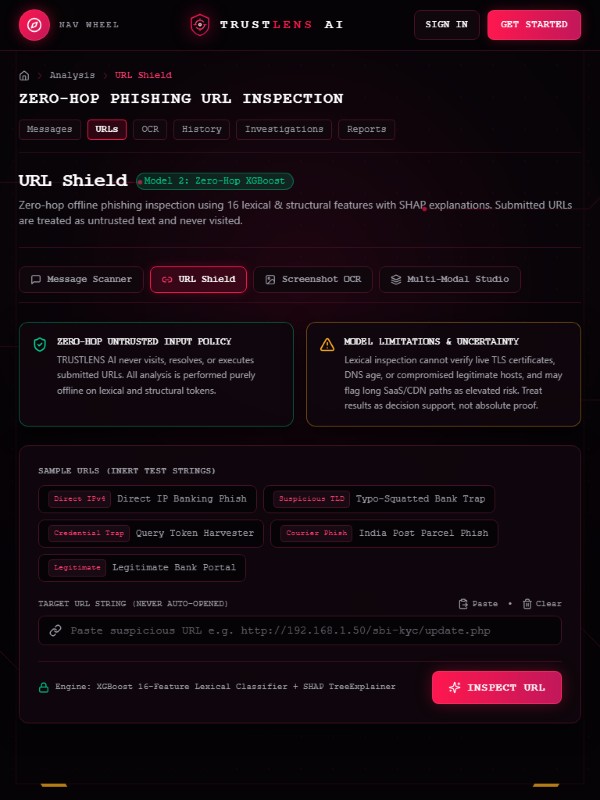 NAV WHEEL
TRUSTLENS AI
SIGN IN
GET STARTED
Analysis
URL Shield
ZERO-HOP PHISHING URL INSPECTION
Messages
URLs
OCR
History
Investigations
Reports
URL Shield
Model 2: Zero-Hop XGBoost
Zero-hop offline phishing inspection using 16 lexical & structural features with SHAP explanations. Submitted URLs
are treated as untrusted text and never visited.
Message Scanner
URL Shield
Screenshot OCR
Multi-Modal Studio
ZERO-HOP UNTRUSTED INPUT POLICY
TRUSTLENS AI never visits, resolves, or executes
submitted URLs. All analysis is performed purely
offline on lexical and structural tokens.
MODEL LIMITATIONS & UNCERTAINTY
Lexical inspection cannot verify live TLS certificates,
DNS age, or compromised legitimate hosts, and may
flag long SaaS/CDN paths as elevated risk. Treat
results as decision support, not absolute proof.
SAMPLE URLS (INERT TEST STRINGS)
Direct IPv4 Direct IP Banking Phish
Suspicious TLD Typo-Squatted Bank Trap
Credential Trap Query Token Harvester
Courier Phish India Post Parcel Phish
Legitimate Legitimate Bank Portal
TARGET URL STRING (NEVER AUTO-OPENED)
Paste • Clear
Paste suspicious URL e.g. http://192.168.1.50/sbi-kyc/update.php
Engine: XGBoost 16-Feature Lexical Classifier + SHAP TreeExplainer
INSPECT URL